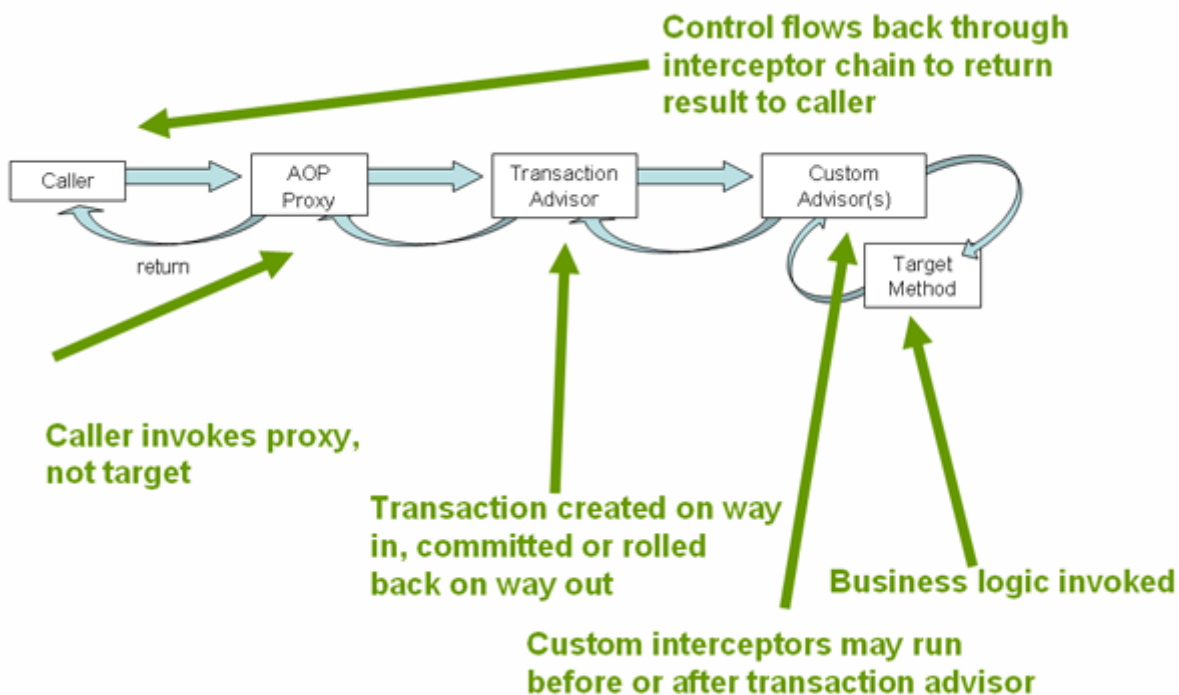 Control flows back through
interceptor chain to return
result to caller
Caller
AOP
Proxy
Transaction
Advisor
Custom
Advisor(s)
return
Target
Method
Caller invokes proxy,
not target
Transaction created on way
in, committed or rolled
back on way out
Business logic invoked
Custom interceptors may run
before or after transaction advisor